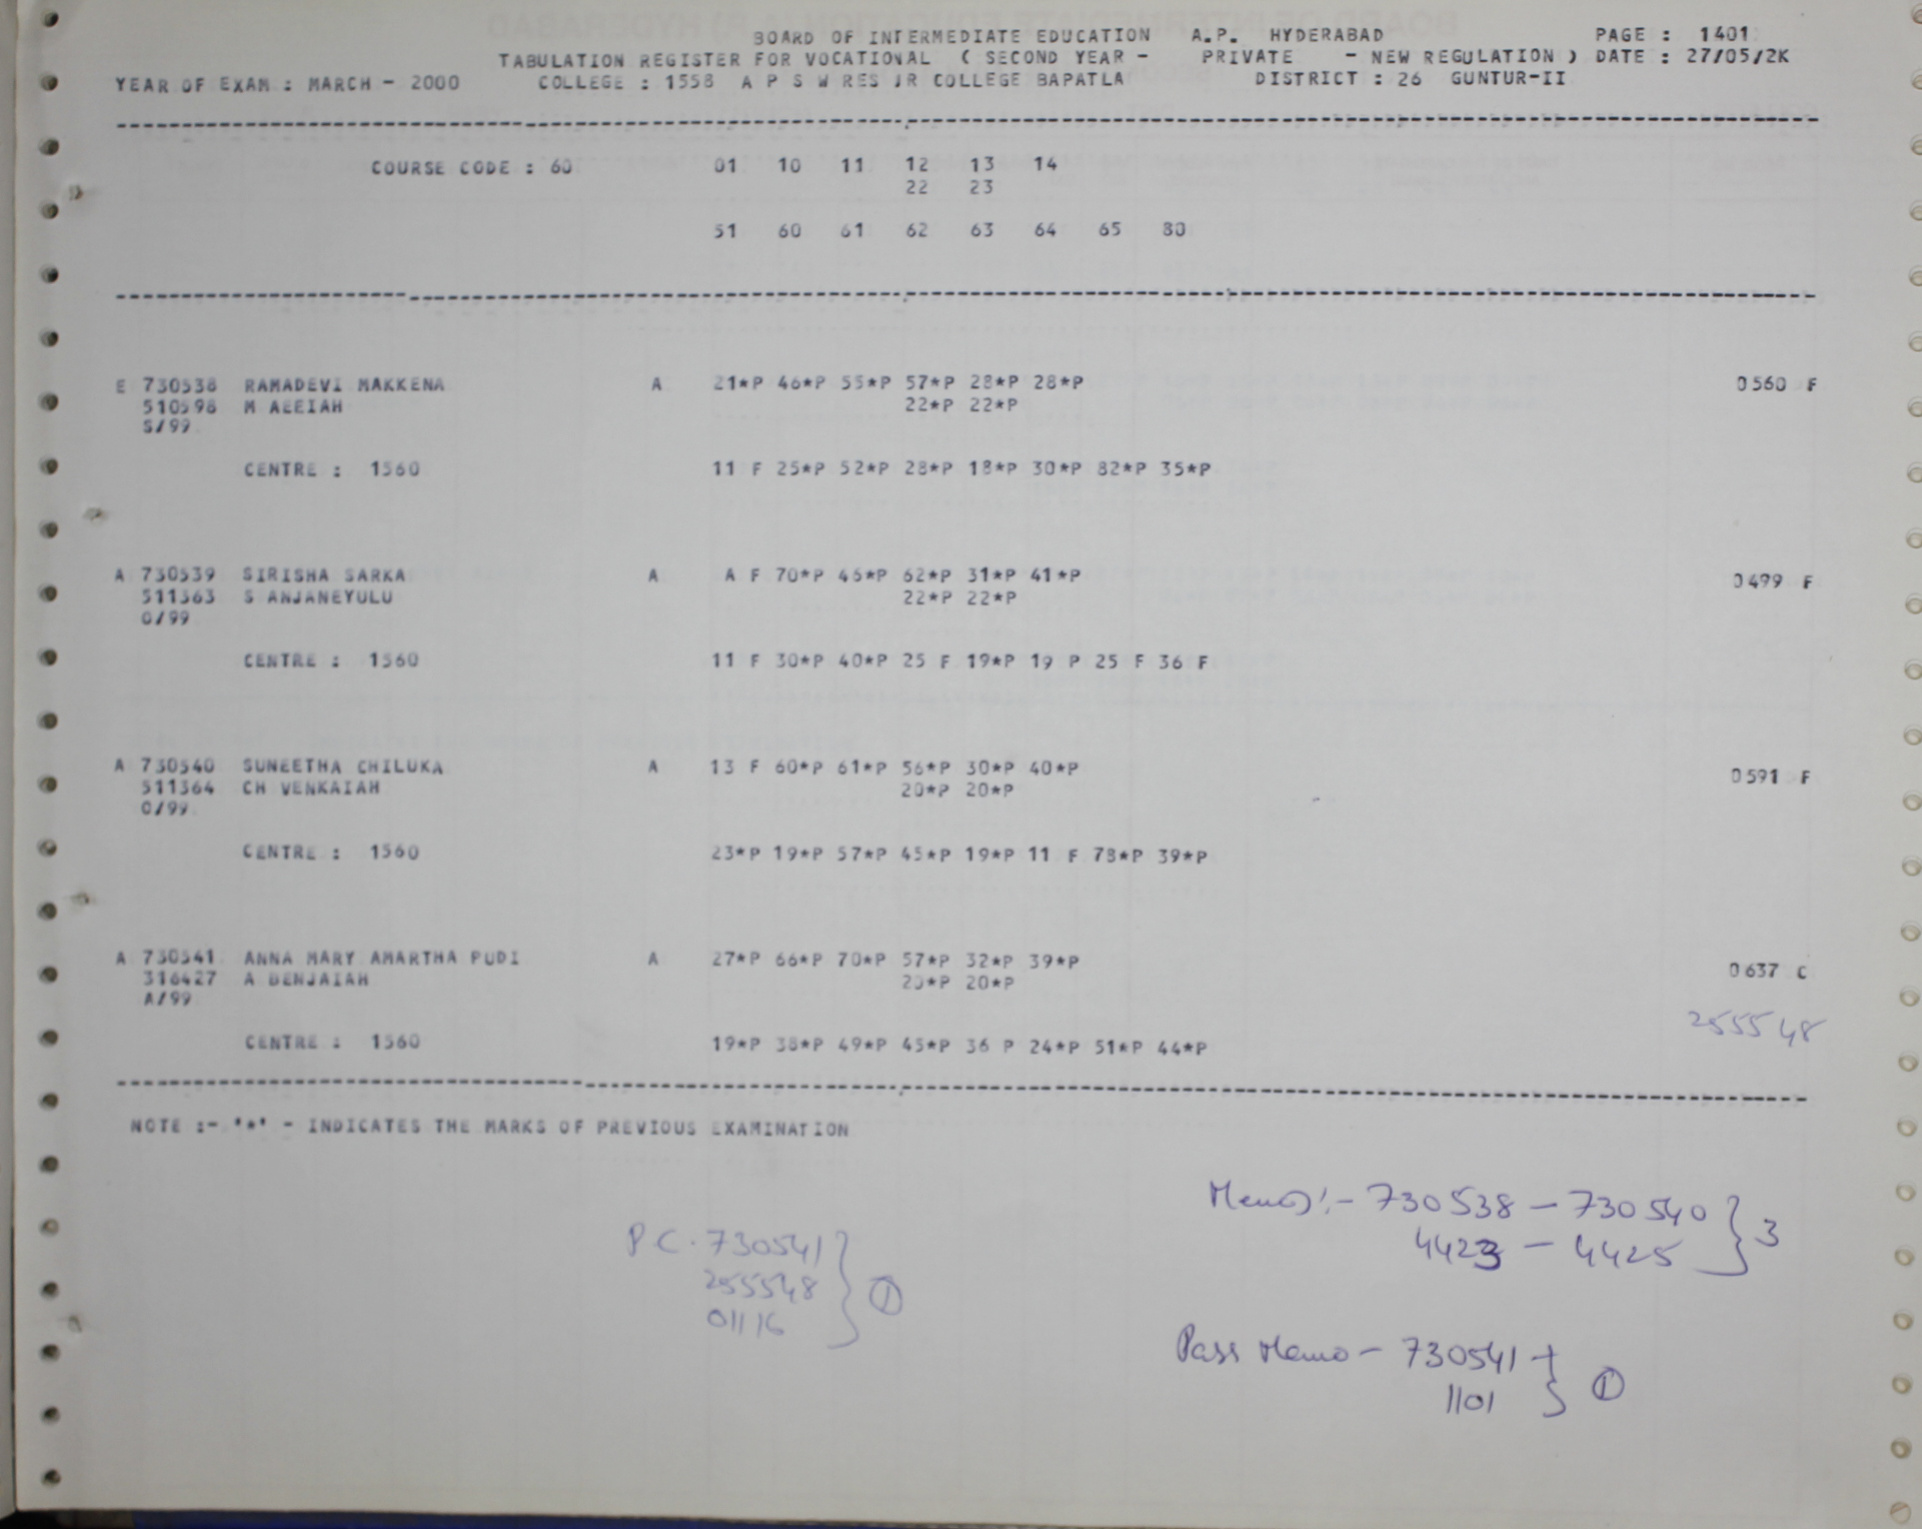 BOARD OF INTERMEDIATE EDUCATION A.P. HYDERABAD PAGE : 1401
TABULATION REGISTER FOR VOCATIONAL ( SECOND YEAR - PRIVATE - NEW REGULATION ) DATE : 27/05/2K
YEAR OF EXAM : MARCH - 2000 COLLEGE : 1558 A P S W RES JR COLLEGE BAPATLA DISTRICT : 26 GUNTUR-II
COURSE CODE : 60 01 10 11 12 13 14
22 23
51 60 61 62 63 64 65 80
E 730538 RAMADEVI MAKKENA A 21*P 46*P 55*P 57*P 28*P 28*P 0560 F
510598 M ALEIAH 22*P 22*P
S/99
CENTRE : 1560 11 F 25*P 52*P 28*P 18*P 30*P 82*P 35*P
A 730539 SIRISHA SARKA A A F 70*P 46*P 62*P 31*P 41*P 0499 F
511363 S ANJANEYULU 22*P 22*P
O/99
CENTRE : 1560 11 F 30*P 40*P 25 F 19*P 19 P 25 F 36 F
A 730540 SUNEETHA CHILUKA A 13 F 60*P 61*P 56*P 30*P 40*P 0591 F
511364 CH VENKAIAH 20*P 20*P
O/99
CENTRE : 1560 23*P 19*P 57*P 45*P 19*P 11 F 78*P 39*P
A 730541 ANNA MARY AMARTHA PUDI A 27*P 66*P 70*P 57*P 32*P 39*P 0637 C
316427 A BENJAIAH 20*P 20*P
A/99
255548
CENTRE : 1560 19*P 38*P 49*P 45*P 36 P 24*P 51*P 44*P
NOTE :- '*' - INDICATES THE MARKS OF PREVIOUS EXAMINATION
Memo :- 730538 - 730540 } 3
4423 - 4425
P C . 730541 } 1
255548
01116
Pass Memo - 730541 } 1
1101